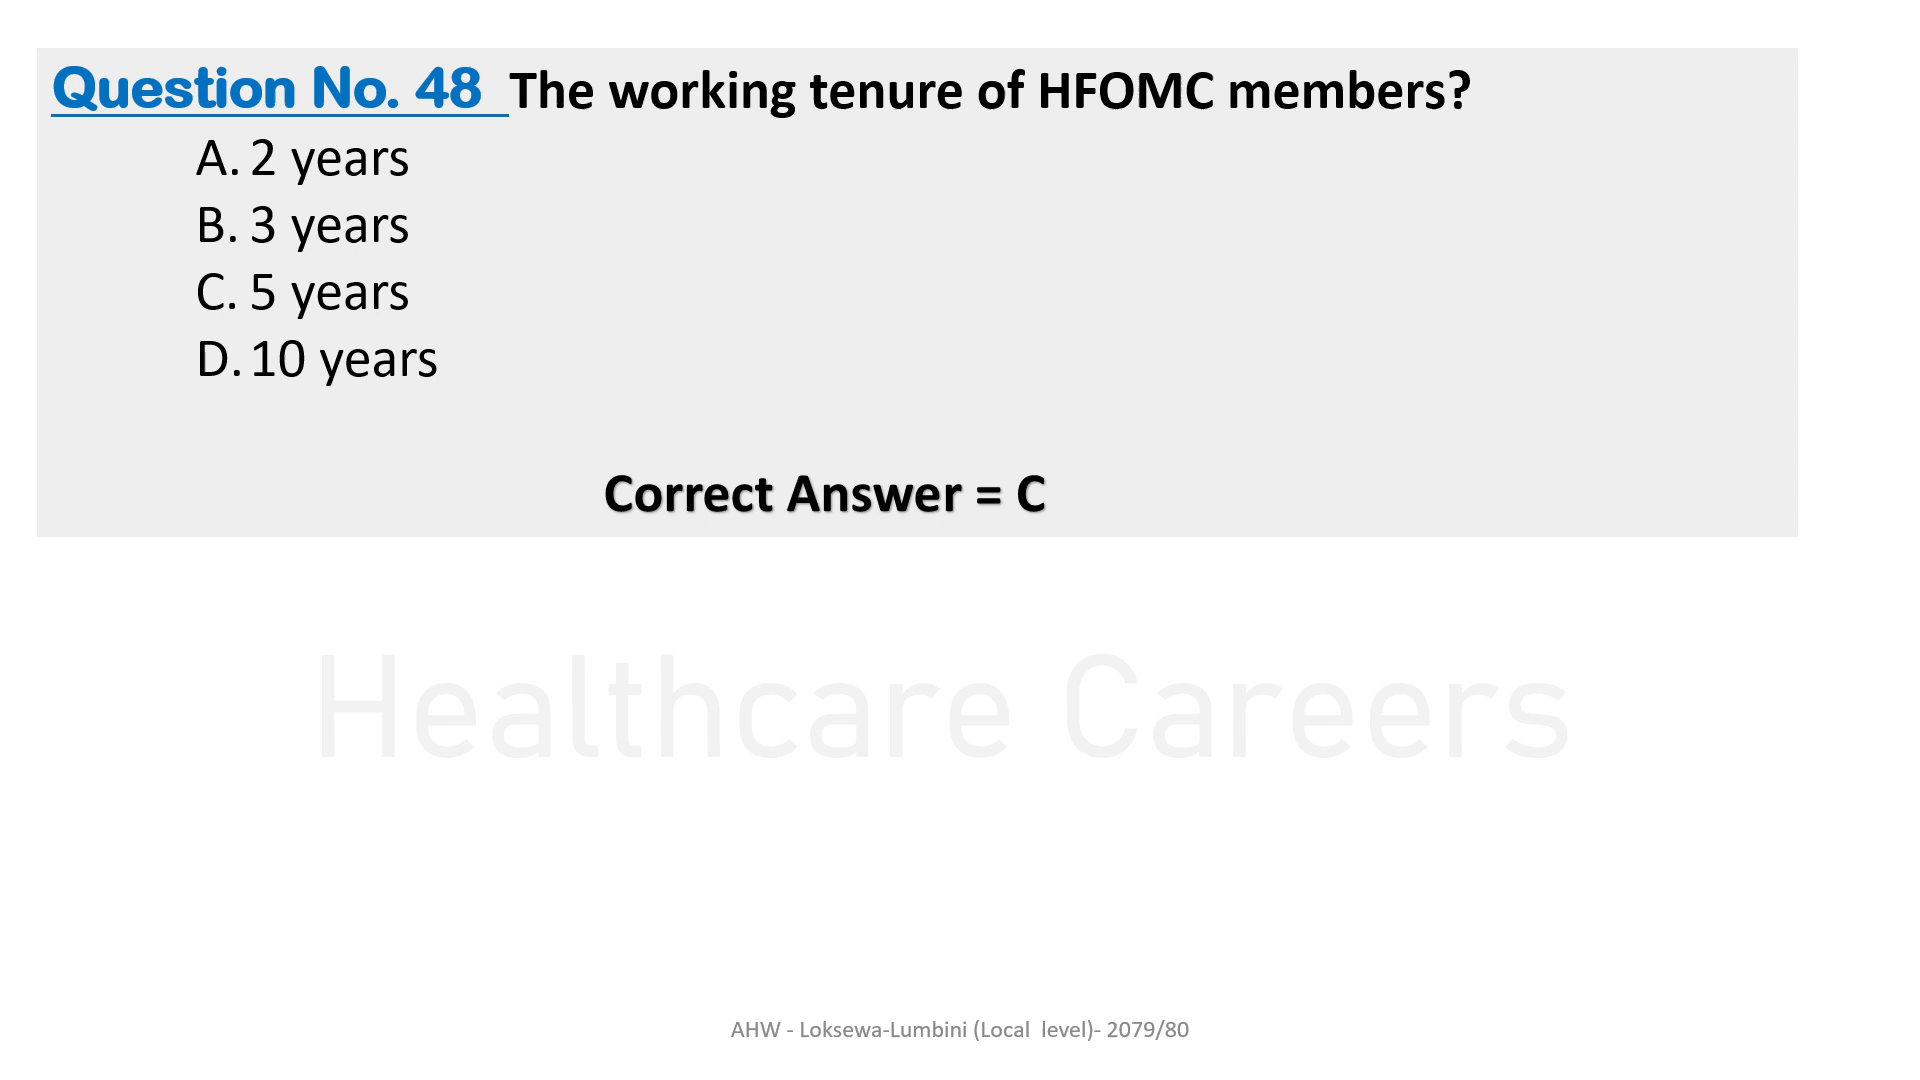 Question No. 48 The working tenure of HFOMC members?
A. 2 years
B. 3 years
C. 5 years
D. 10 years
Correct Answer = C
Healthcare Careers
AHW - Loksewa-Lumbini (Local level)- 2079/80